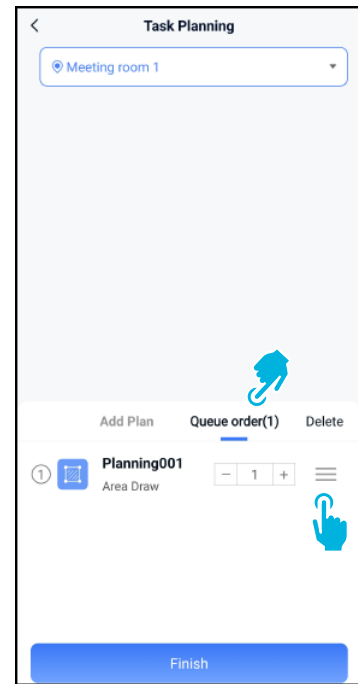 Task Planning
Meeting room 1
Add Plan Queue order(1) Delete
1 Planning001 − 1 +
Area Draw
Finish